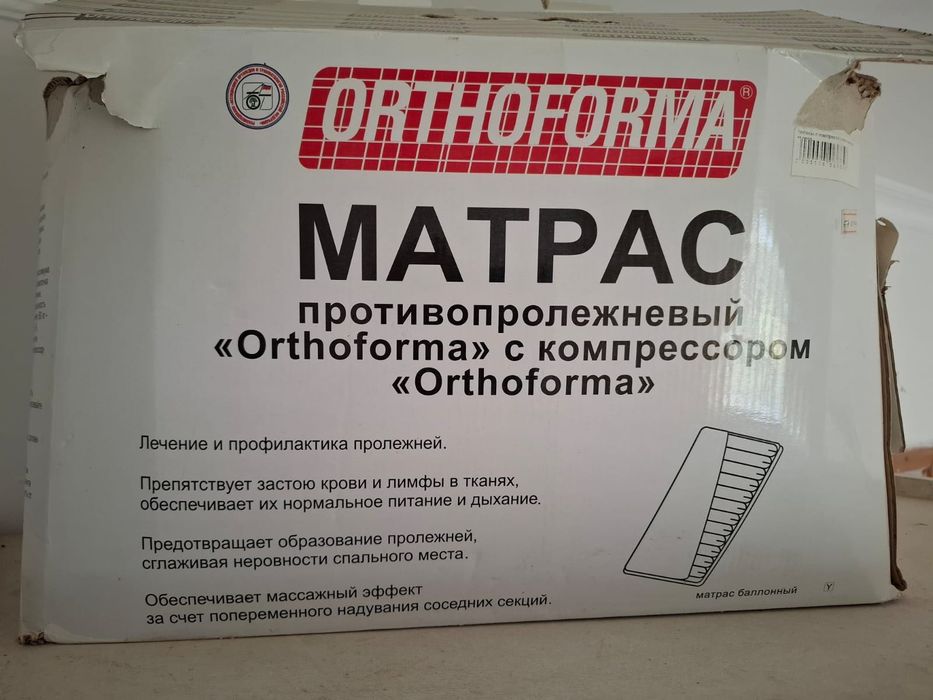 ORTHOFORMA®
МАТРАС
противопролежневый
«Orthoforma» с компрессором
«Orthoforma»
Лечение и профилактика пролежней.
Препятствует застою крови и лимфы в тканях,
обеспечивает их нормальное питание и дыхание.
Предотвращает образование пролежней,
сглаживая неровности спального места.
Обеспечивает массажный эффект
за счет попеременного надувания соседних секций.
матрас баллонный
Y